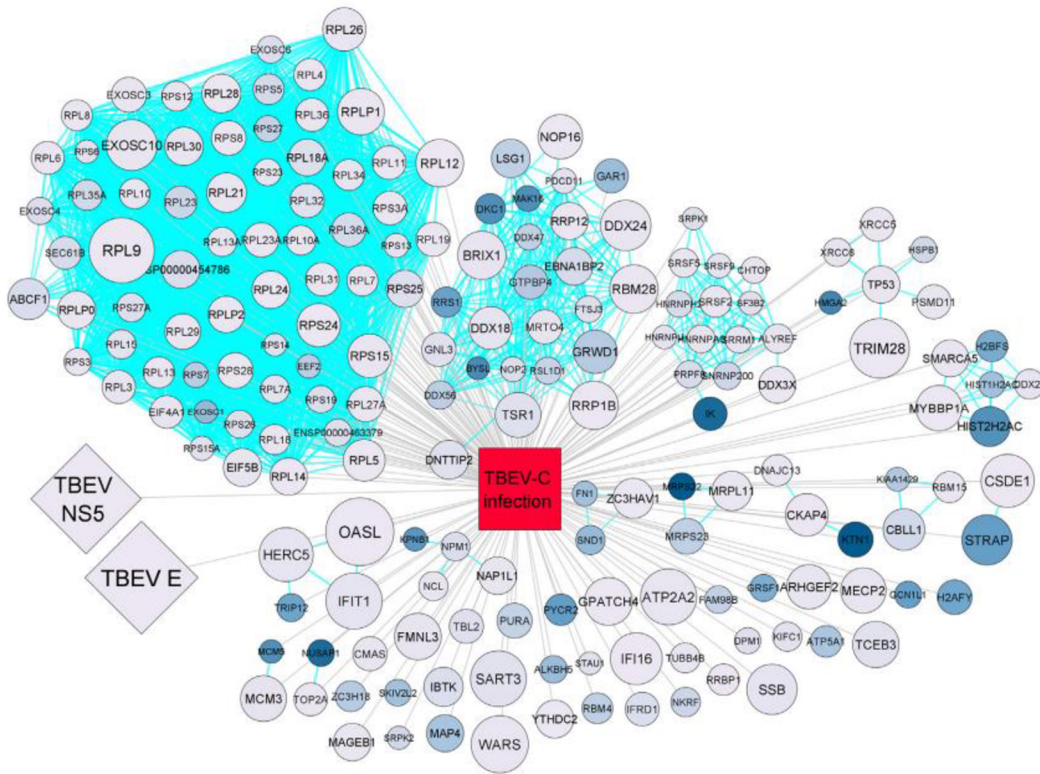 RPL26
EXOSC6
RPL4
EXOSC3
RPS12
RPL28
RPS5
RPL36
RPLP1
RPL8
RPS27
EXOSC10
RPL30
RPS8
RPL6
RPS6
RPL18A
RPL11
RPL12
RPS23
RPL34
RPL35A
RPL10
RPL23
RPL21
RPL32
RPS3A
EXOSC4
RPL36A
RPL13A
RPL23A
RPL10A
RPS13
RPL19
RPL9
SEC61B
SP00000454786
RPL31
RPL7
RPS25
RPL24
ABCF1
RPLP0
RPS27A
RPLP2
RPS24
RPL29
RPS14
RPS15
RPL15
RPS3
RPL13
RPS7
RPS28
EEF2
RPL3
RPL7A
RPS19
RPL27A
EIF4A1
EXOSC1
RPS26
RPL18
ENSP00000463379
RPS15A
EIF5B
RPL14
RPL5
NOP16
LSG1
PDCD11
GAR1
DKC1
MAK16
RRP12
DDX24
DDX47
BRIX1
EBNA1BP2
GTPBP4
RBM28
RRS1
FTSJ3
DDX18
MRTO4
GNL3
GRWD1
BYSL
NOP2
RSL1D1
DDX56
TSR1
RRP1B
DNTTIP2
SRPK1
SRSF5
SRSF9
CHTOP
HNRNPH2
SRSF2
SF3B2
HNRNPH1
SRRM1
ALYREF
PRPF8
SNRNP200
DDX3X
IK
XRCC5
XRCC6
HSPB1
TP53
HMGA2
PSMD11
TRIM28
H2BFS
SMARCA5
HIST1H2AC
MYBBP1A
HIST2H2AC
TBEV
NS5
TBEV E
TBEV-C
infection
FN1
ZC3HAV1
SND1
MRPS22
MRPL11
MRPS23
DNAJC13
CKAP4
KTN1
KIAA1429
RBM15
CBLL1
CSDE1
STRAP
OASL
HERC5
IFIT1
TRIP12
KPNB1
NPM1
NCL
NAP1L1
MCM5
NUSAP1
MCM3
TOP2A
CMAS
FMNL3
TBL2
PURA
PYCR2
GPATCH4
ATP2A2
FAM98B
GRSF1
ARHGEF2
MECP2
GCN1L1
H2AFY
DPM1
KIFC1
ATP5A1
TCEB3
ZC3H18
SKIV2L2
IBTK
SART3
ALKBH5
STAU1
IFI16
TUBB4B
RRBP1
SSB
MAGEB1
SRPK2
MAP4
WARS
YTHDC2
RBM4
IFRD1
NKRF